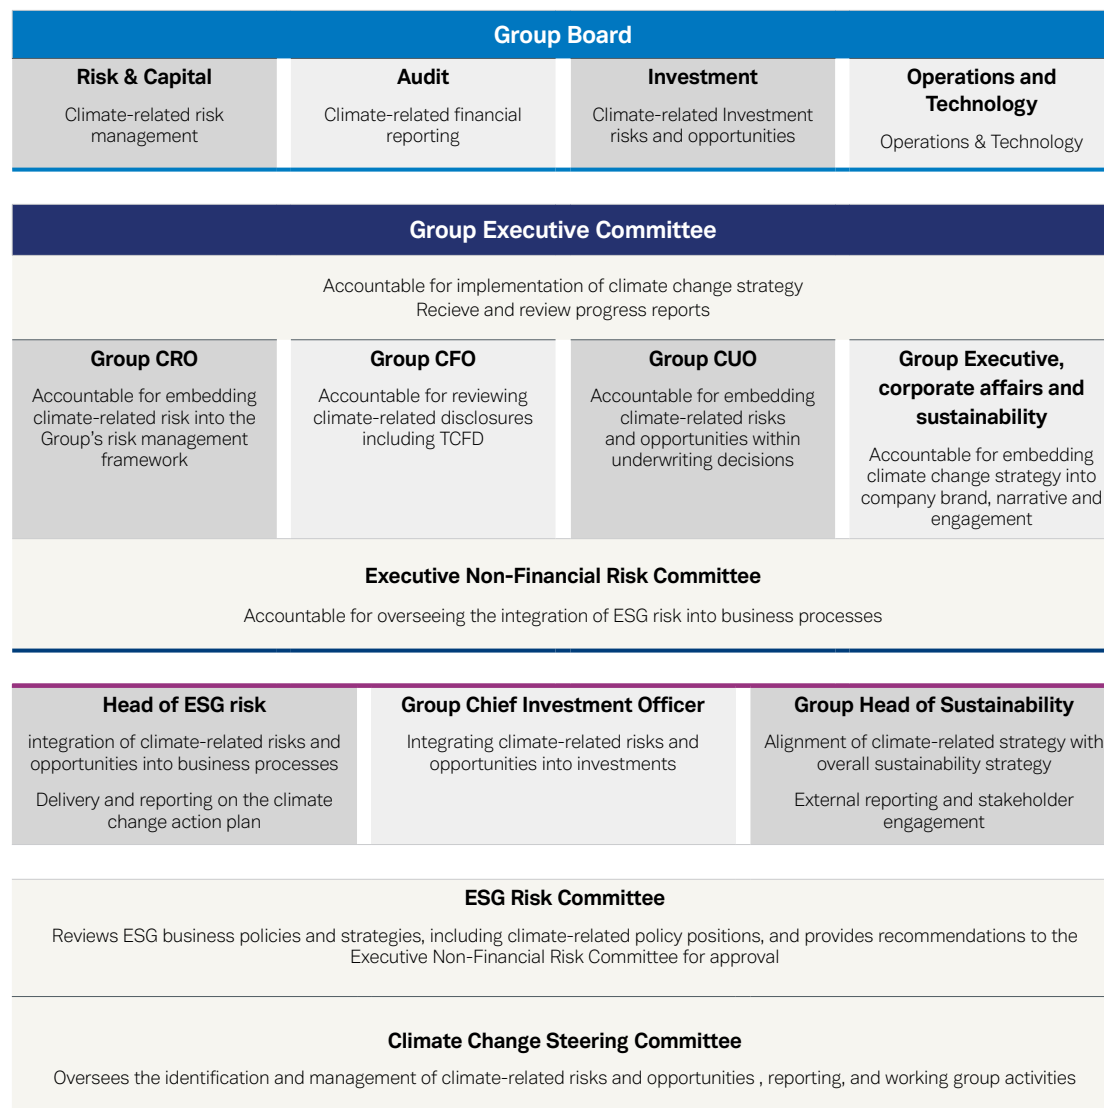 Group Board
Risk & Capital
Climate-related risk
management
Audit
Climate-related financial
reporting
Investment
Climate-related Investment
risks and opportunities
Operations and
Technology
Operations & Technology
Group Executive Committee
Accountable for implementation of climate change strategy
Recieve and review progress reports
Group CRO
Accountable for embedding
climate-related risk into the
Group's risk management
framework
Group CFO
Accountable for reviewing
climate-related disclosures
including TCFD
Group CUO
Accountable for embedding
climate-related risks
and opportunities within
underwriting decisions
Group Executive,
corporate affairs and
sustainability
Accountable for embedding
climate change strategy into
company brand, narrative and
engagement
Executive Non-Financial Risk Committee
Accountable for overseeing the integration of ESG risk into business processes
Head of ESG risk
integration of climate-related risks and
opportunities into business processes
Delivery and reporting on the climate
change action plan
Group Chief Investment Officer
Integrating climate-related risks and
opportunities into investments
Group Head of Sustainability
Alignment of climate-related strategy with
overall sustainability strategy
External reporting and stakeholder
engagement
ESG Risk Committee
Reviews ESG business policies and strategies, including climate-related policy positions, and provides recommendations to the
Executive Non-Financial Risk Committee for approval
Climate Change Steering Committee
Oversees the identification and management of climate-related risks and opportunities , reporting, and working group activities